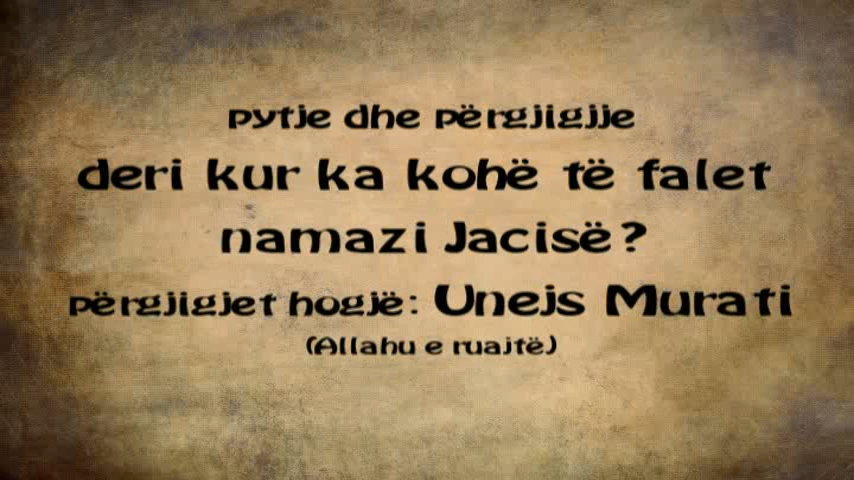 pytje dhe përgjigjje
deri kur ka kohë të falet
namazi Jacisë?
përgjigjet hogjë: Unejs Murati
(Allahu e ruajtë)